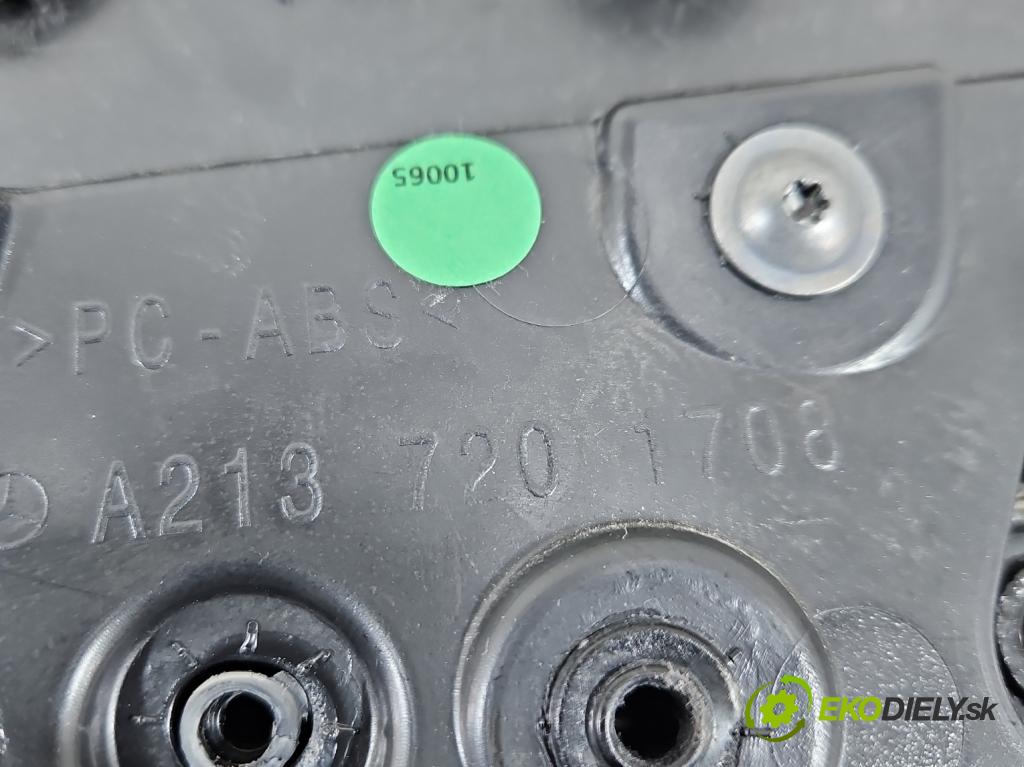 10065
>PC-ABS<
A213 720 1708
EKODIELY.sk